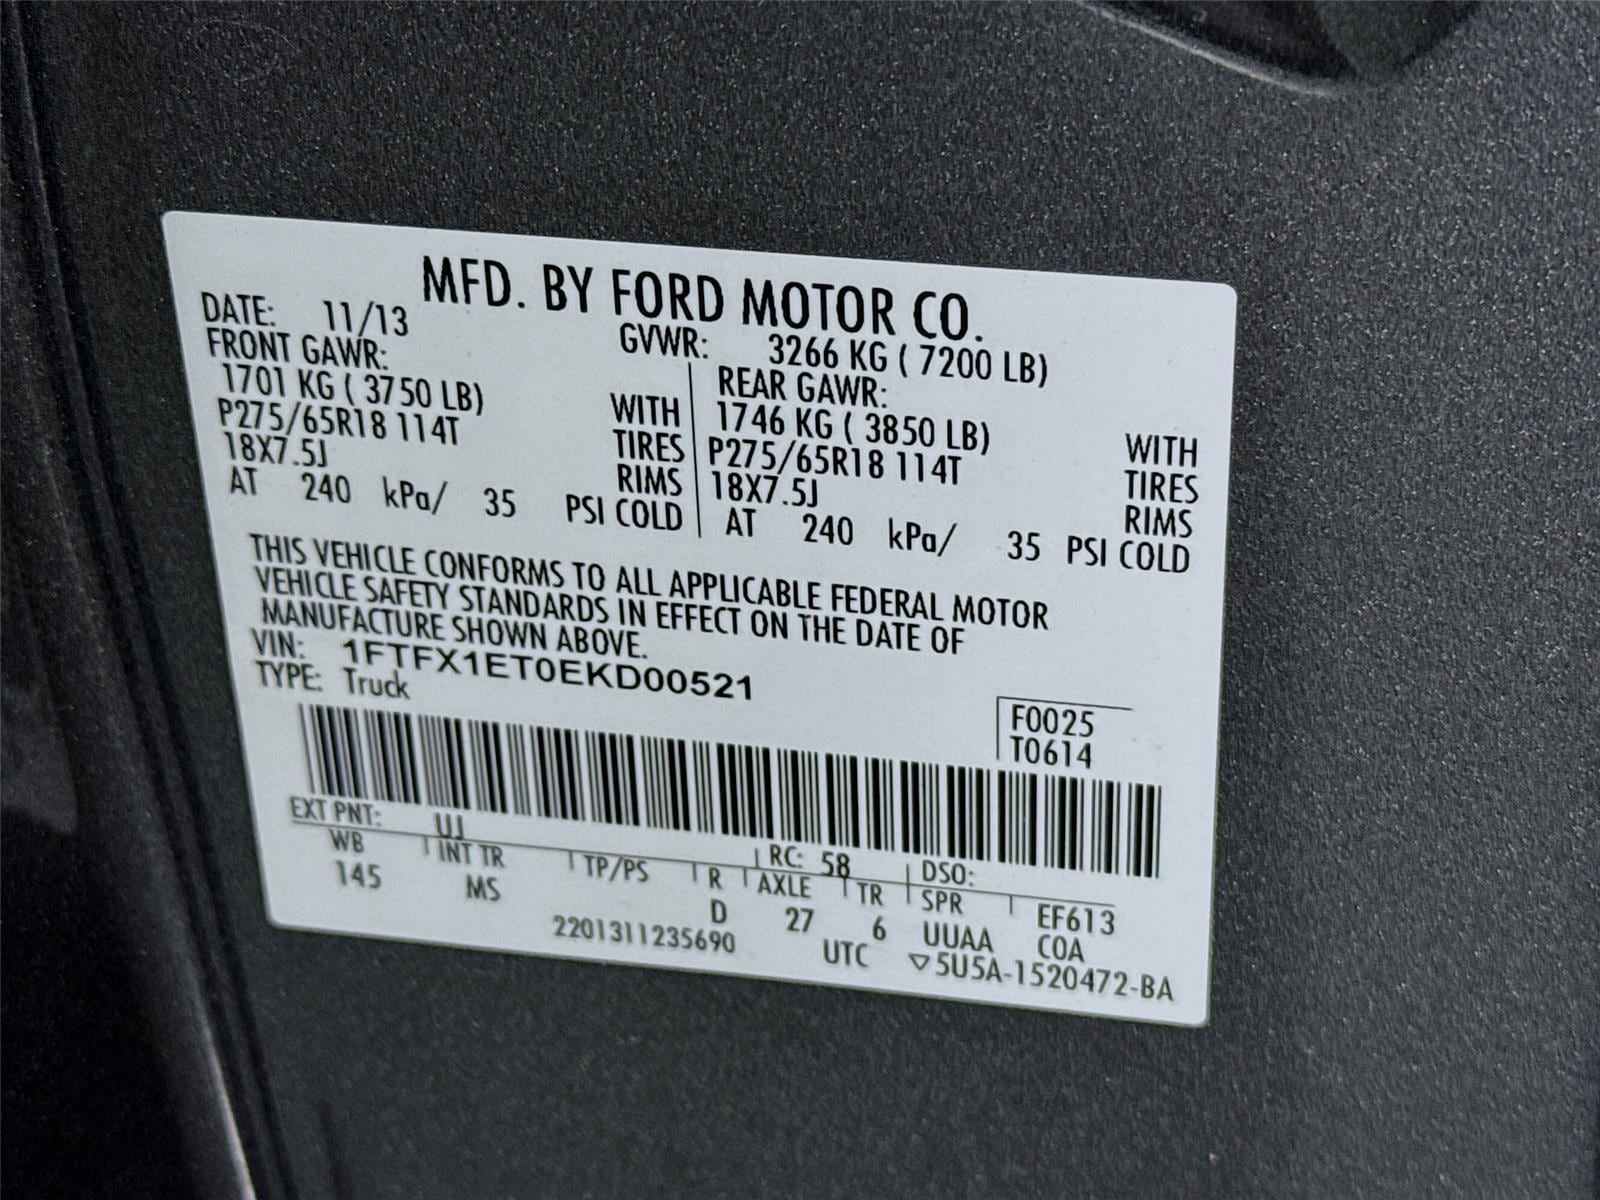 MFD. BY FORD MOTOR CO.
DATE: 11/13 GVWR: 3266 KG ( 7200 LB)
FRONT GAWR: REAR GAWR:
1701 KG ( 3750 LB) WITH 1746 KG ( 3850 LB) WITH
P275/65R18 114T TIRES P275/65R18 114T TIRES
18X7.5J RIMS 18X7.5J RIMS
AT 240 kPa/ 35 PSI COLD AT 240 kPa/ 35 PSI COLD
THIS VEHICLE CONFORMS TO ALL APPLICABLE FEDERAL MOTOR
VEHICLE SAFETY STANDARDS IN EFFECT ON THE DATE OF
MANUFACTURE SHOWN ABOVE.
VIN: 1FTFX1ET0EKD00521
TYPE: Truck
F0025
T0614
EXT PNT: UJ RC: 58 DSO:
WB INT TR TP/PS R AXLE TR SPR EF613
145 MS D 27 6 UUAA COA
2201311235690 UTC ▽5U5A-1520472-BA